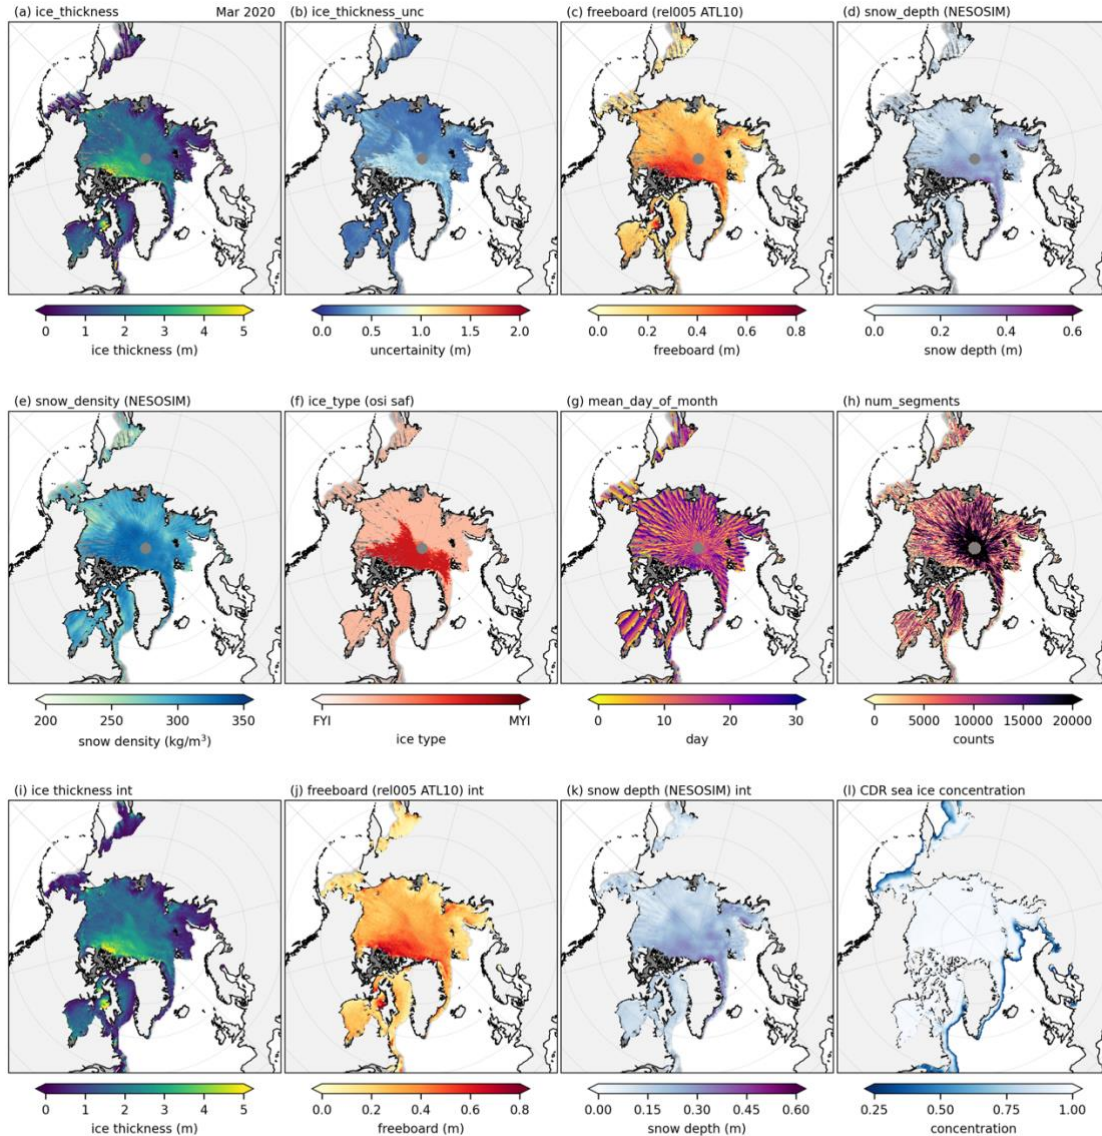 (a) ice_thickness Mar 2020
(b) ice_thickness_unc
(c) freeboard (rel005 ATL10)
(d) snow_depth (NESOSIM)
0 1 2 3 4 5
0.0 0.5 1.0 1.5 2.0
0.0 0.2 0.4 0.6 0.8
0.0 0.2 0.4 0.6
ice thickness (m)
uncertainity (m)
freeboard (m)
snow depth (m)
(e) snow_density (NESOSIM)
(f) ice_type (osi saf)
(g) mean_day_of_month
(h) num_segments
200 250 300 350
FYI MYI
0 10 20 30
0 5000 10000 15000 20000
snow density (kg/m³)
ice type
day
counts
(i) ice thickness int
(j) freeboard (rel005 ATL10) int
(k) snow depth (NESOSIM) int
(l) CDR sea ice concentration
0 1 2 3 4 5
0.0 0.2 0.4 0.6 0.8
0.00 0.15 0.30 0.45 0.60
0.25 0.50 0.75 1.00
ice thickness (m)
freeboard (m)
snow depth (m)
concentration